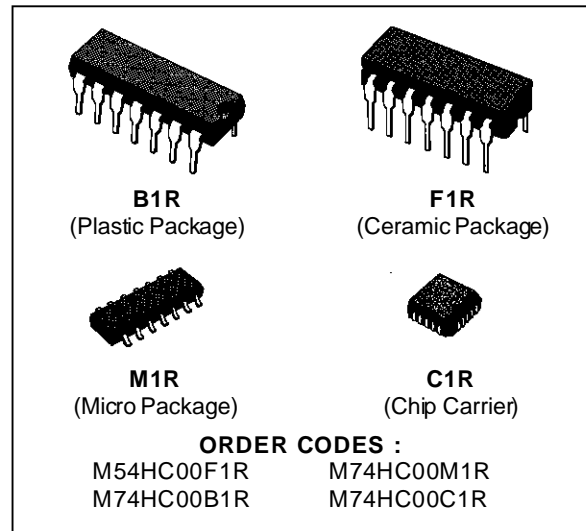 B1R
(Plastic Package)
F1R
(Ceramic Package)
M1R
(Micro Package)
C1R
(Chip Carrier)
ORDER CODES :
M54HC00F1R M74HC00M1R
M74HC00B1R M74HC00C1R